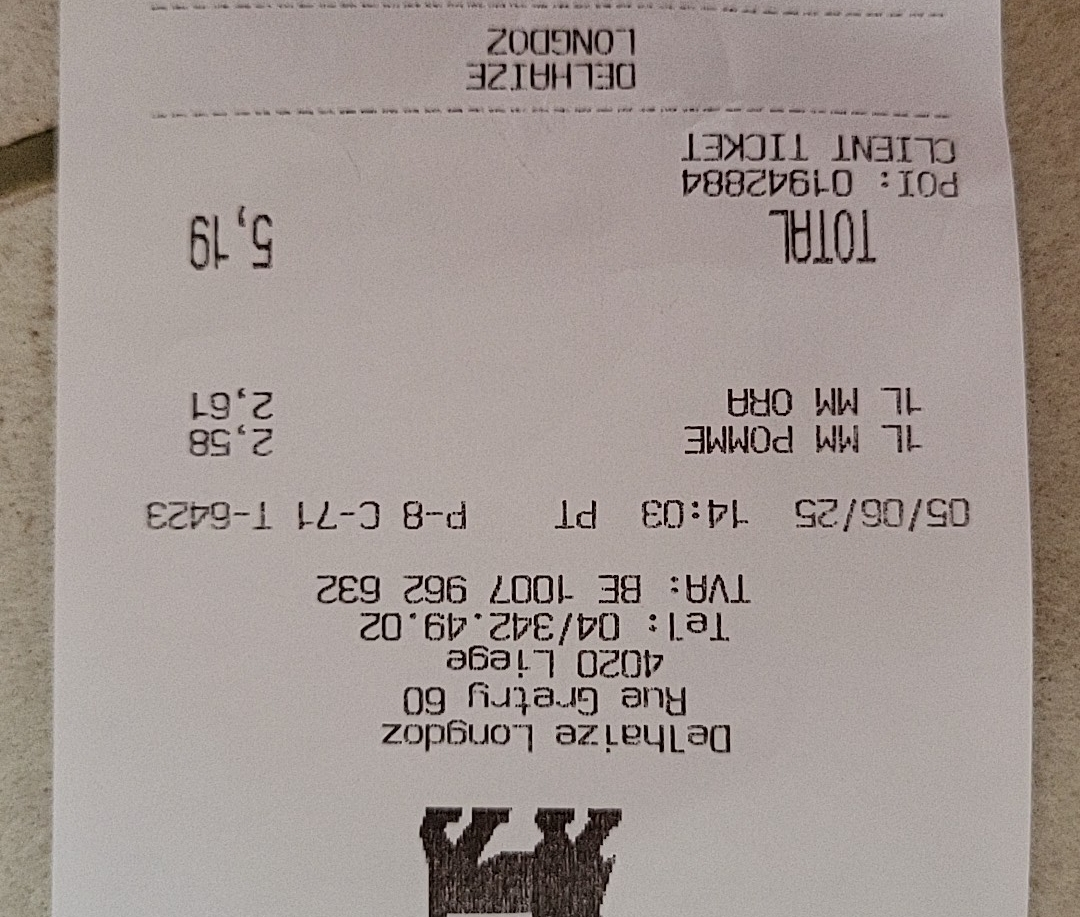 Delhaize Longdoz
Rue Gretry 60
4020 Liege
Tel: 04/342.49.02
TVA: BE 1007 962 632
05/06/25 14:03 PT P-8 C-71 T-6423
1L MM POMME 2,58
1L MM ORA 2,61
TOTAL 5,19
POI: 01942884
CLIENT TICKET
DELHAIZE
LONGDOZ